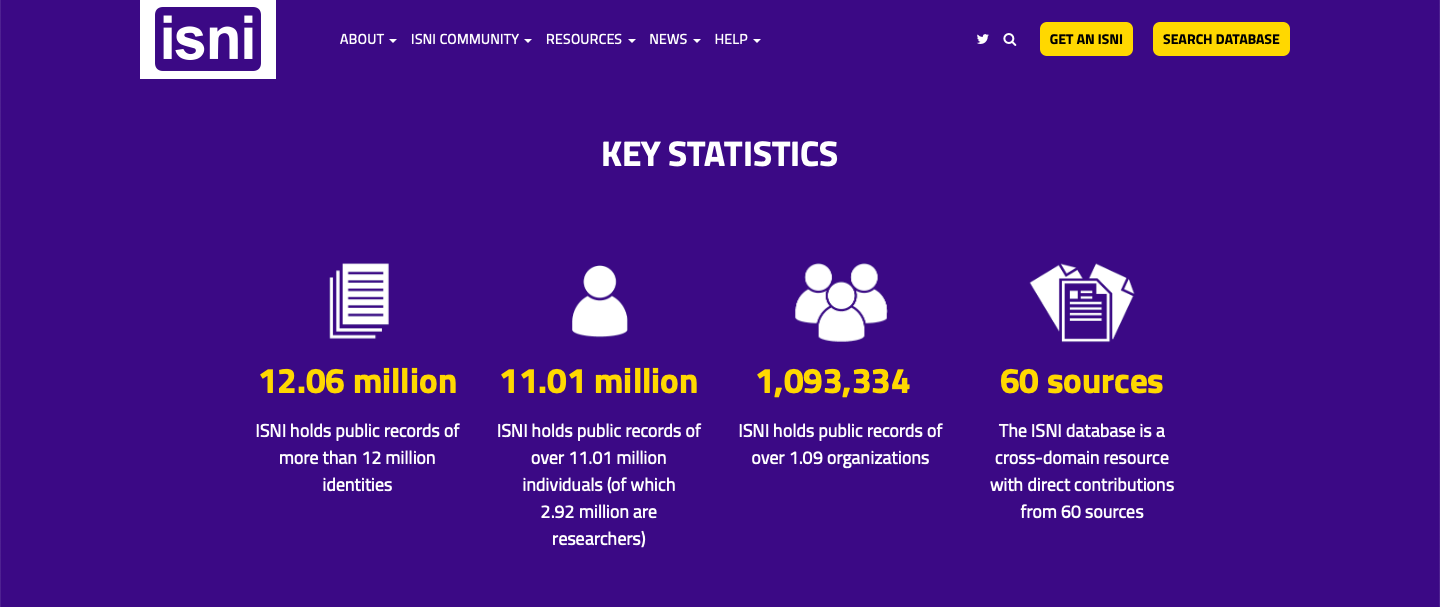 isni
ABOUT
ISNI COMMUNITY
RESOURCES
NEWS
HELP
GET AN ISNI
SEARCH DATABASE
KEY STATISTICS
12.06 million
ISNI holds public records of
more than 12 million
identities
11.01 million
ISNI holds public records of
over 11.01 million
individuals (of which
2.92 million are
researchers)
1,093,334
ISNI holds public records of
over 1.09 organizations
60 sources
The ISNI database is a
cross-domain resource
with direct contributions
from 60 sources